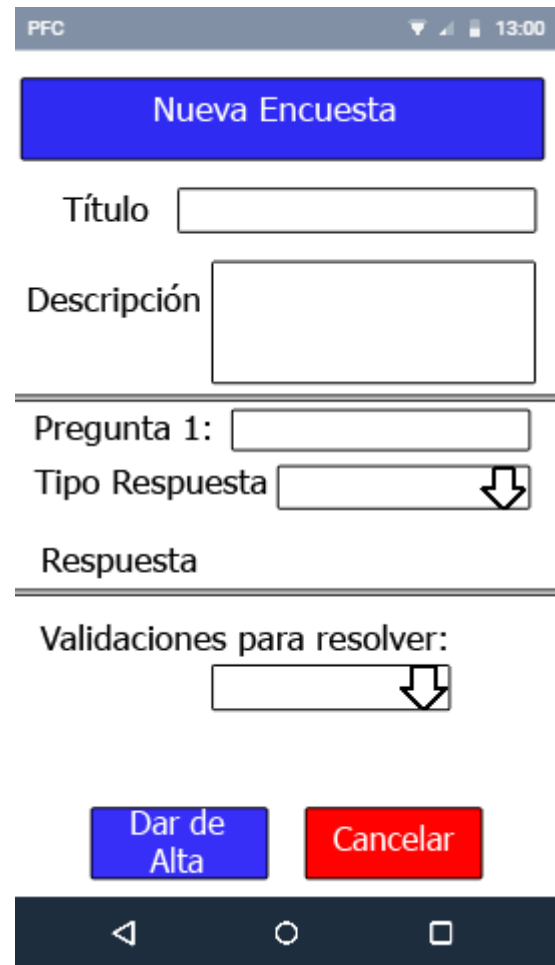 PFC 13:00
Nueva Encuesta
Título
Descripción
Pregunta 1:
Tipo Respuesta
Respuesta
Validaciones para resolver:
Dar de
Alta
Cancelar